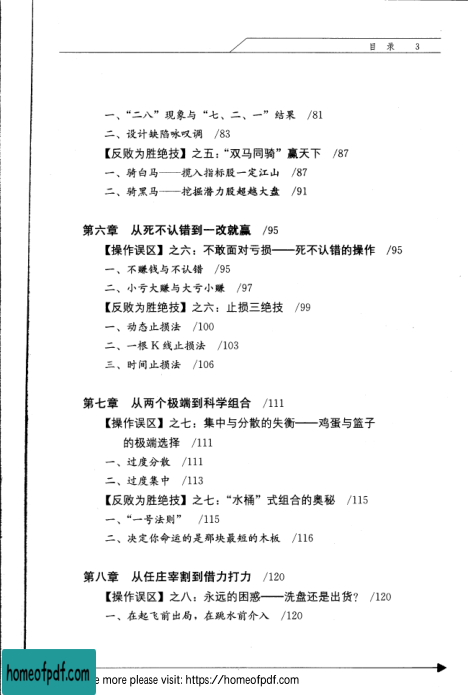 目 录 3
一、“二八”现象与“七、二、一”结果 /81
二、设计缺陷咏叹调 /83
【反败为胜绝技】之五：“双马同骑”赢天下 /87
一、骑白马——揽入指标股一定江山 /87
二、骑黑马——挖掘潜力股超越大盘 /91
第六章 从死不认错到一改就赢 /95
【操作误区】之六：不敢面对亏损——死不认错的操作 /95
一、不赚钱与不认错 /95
二、小亏大赚与大亏小赚 /97
【反败为胜绝技】之六：止损三绝技 /99
一、动态止损法 /100
二、一根K线止损法 /103
三、时间止损法 /106
第七章 从两个极端到科学组合 /111
【操作误区】之七：集中与分散的失衡——鸡蛋与篮子
的极端选择 /111
一、过度分散 /111
二、过度集中 /113
【反败为胜绝技】之七：“水桶”式组合的奥秘 /115
一、“一号法则” /115
二、决定你命运的是那块最短的木板 /116
第八章 从任庄宰割到借力打力 /120
【操作误区】之八：永远的困惑——洗盘还是出货？ /120
一、在起飞前出局，在跳水前介入 /120
homeofpdf.com
e more please visit: https://homeofpdf.com